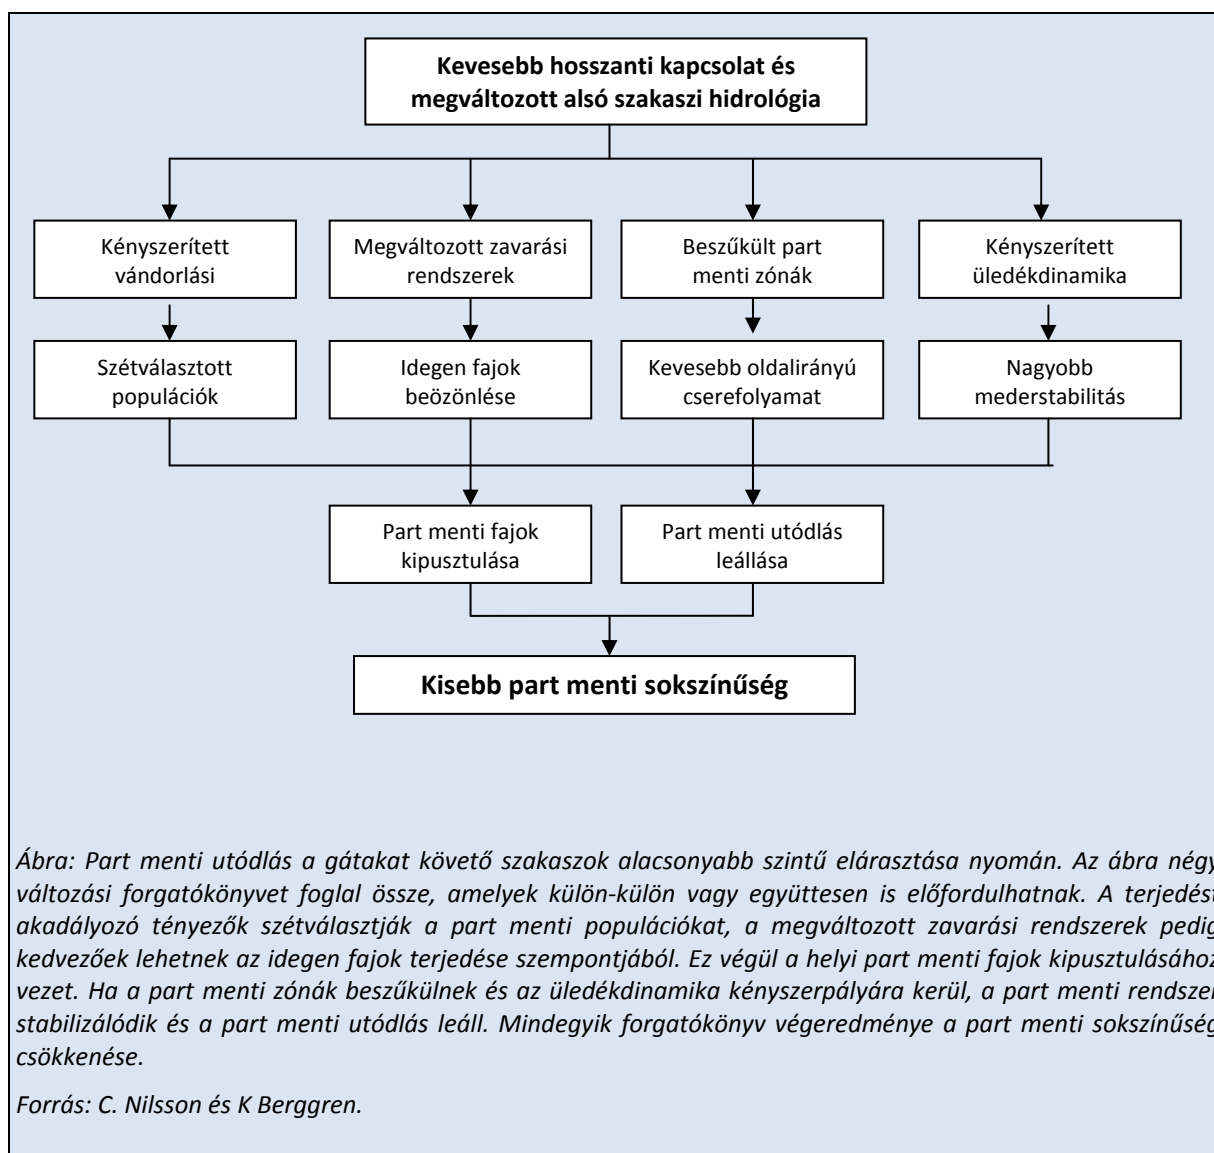 Kevesebb hosszanti kapcsolat és
megváltozott alsó szakaszi hidrológia
Kényszerített
vándorlási
Megváltozott zavarási
rendszerek
Beszűkült part
menti zónák
Kényszerített
üledékdinamika
Szétválasztott
populációk
Idegen fajok
beözönlése
Kevesebb oldalirányú
cserefolyamat
Nagyobb
mederstabilitás
Part menti fajok
kipusztulása
Part menti utódlás
leállása
Kisebb part menti sokszínűség
Ábra: Part menti utódlás a gátakat követő szakaszok alacsonyabb szintű elárasztása nyomán. Az ábra négy
változási forgatókönyvet foglal össze, amelyek külön-külön vagy együttesen is előfordulhatnak. A terjedést
akadályozó tényezők szétválasztják a part menti populációkat, a megváltozott zavarási rendszerek pedig
kedvezőek lehetnek az idegen fajok terjedése szempontjából. Ez végül a helyi part menti fajok kipusztulásához
vezet. Ha a part menti zónák beszűkülnek és az üledékdinamika kényszerpályára kerül, a part menti rendszer
stabilizálódik és a part menti utódlás leáll. Mindegyik forgatókönyv végeredménye a part menti sokszínűség
csökkenése.
Forrás: C. Nilsson és K Berggren.